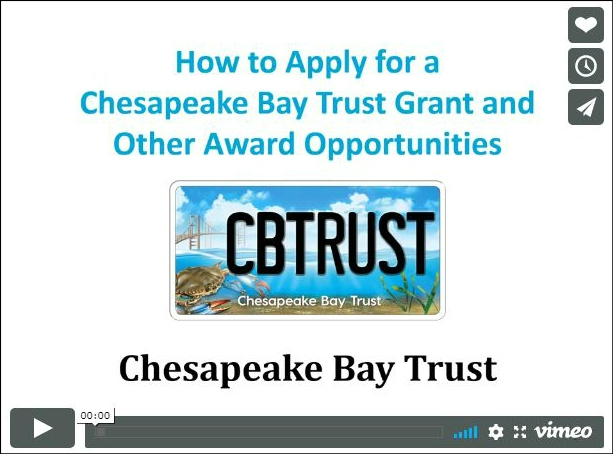 How to Apply for a
Chesapeake Bay Trust Grant and
Other Award Opportunities
CBTRUST
Chesapeake Bay Trust
Chesapeake Bay Trust
00:00
vimeo